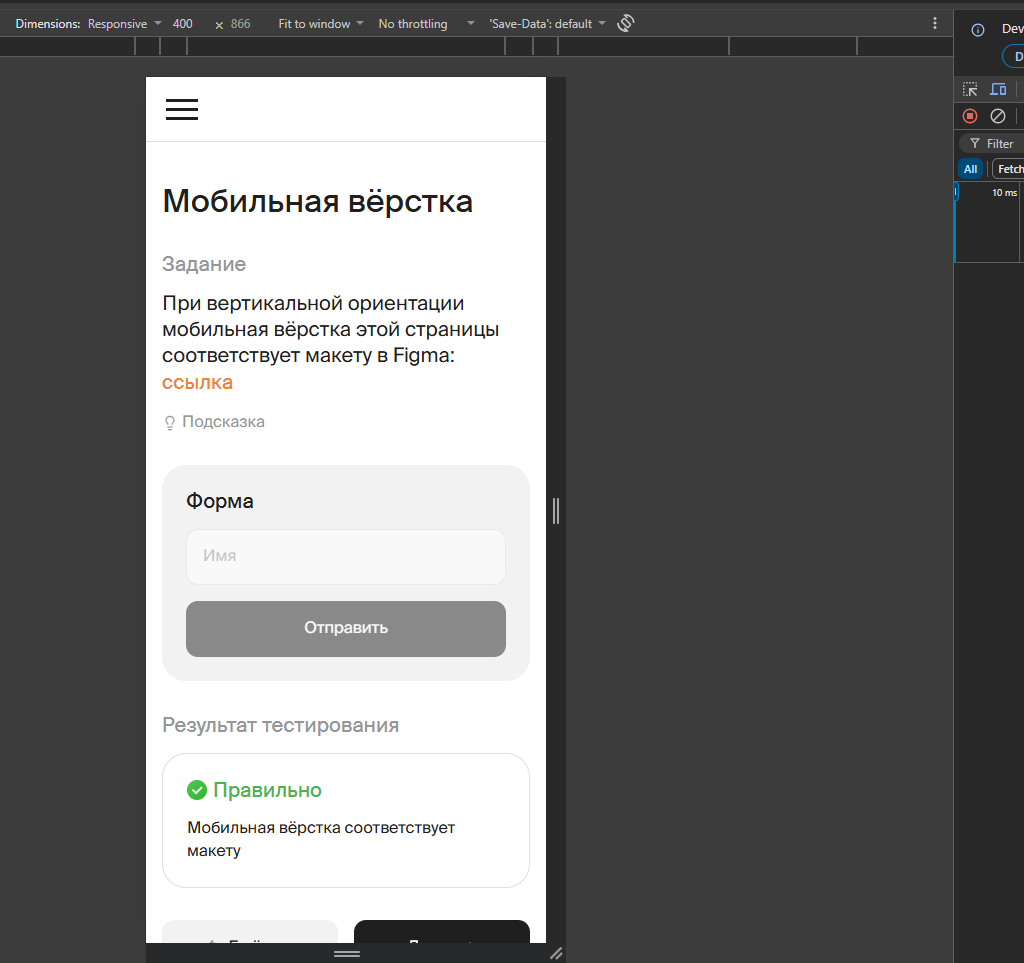 Dimensions: Responsive 400 × 866 Fit to window No throttling 'Save-Data': default
Мобильная вёрстка
Задание
При вертикальной ориентации
мобильная вёрстка этой страницы
соответствует макету в Figma:
ссылка
Подсказка
Форма
Имя
Отправить
Результат тестирования
Правильно
Мобильная вёрстка соответствует
макету
Filter
All Fetch
10 ms